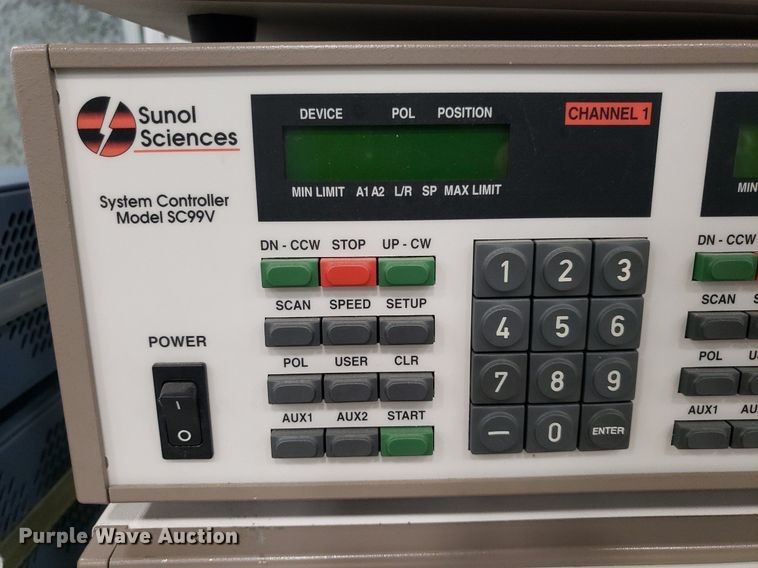 Sunol
Sciences
System Controller
Model SC99V
DEVICE POL POSITION
CHANNEL 1
MIN LIMIT A1 A2 L/R SP MAX LIMIT
DN - CCW STOP UP - CW
SCAN SPEED SETUP
POL USER CLR
AUX1 AUX2 START
POWER
I
O
1 2 3
4 5 6
7 8 9
— 0 ENTER
DN - CCW
SCAN
POL
AUX1
Purple Wave Auction